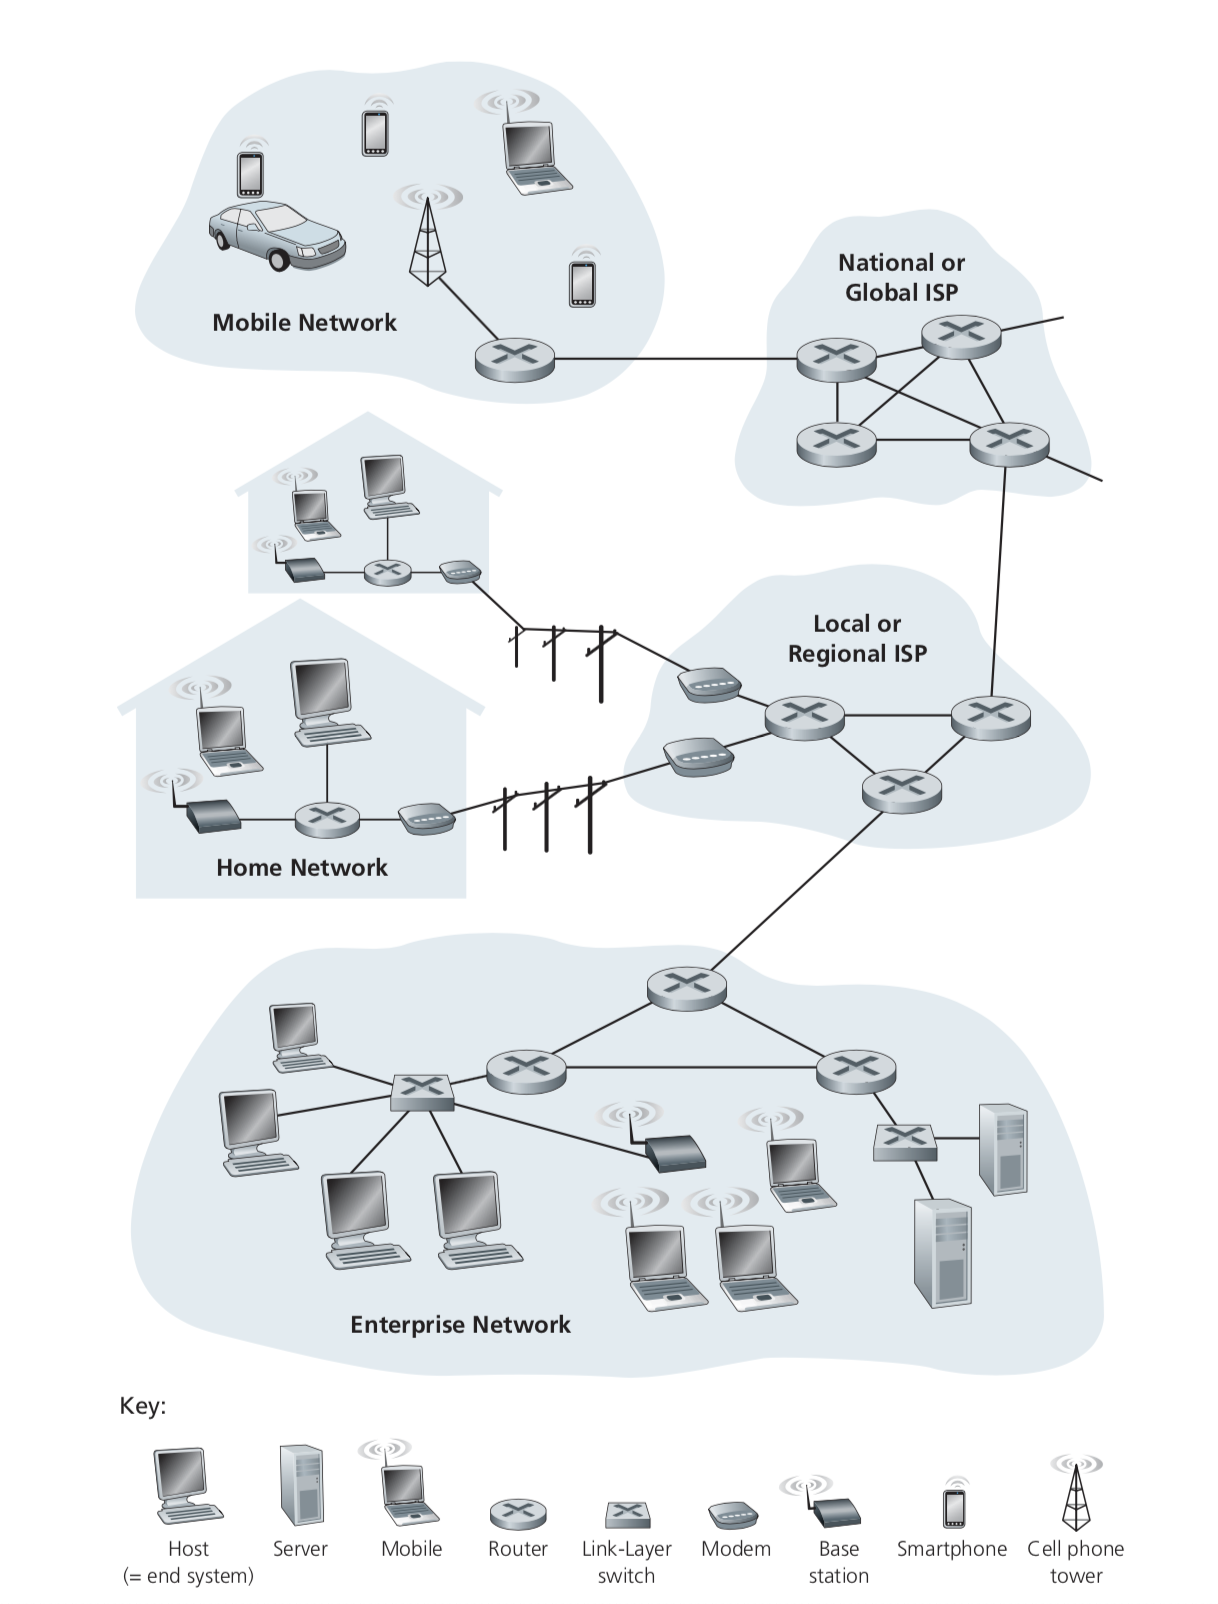 National or
Global ISP
Mobile Network
Local or
Regional ISP
Home Network
Enterprise Network
Key:
Host
(= end system)
Server
Mobile
Router
Link-Layer
switch
Modem
Base
station
Smartphone
Cell phone
tower